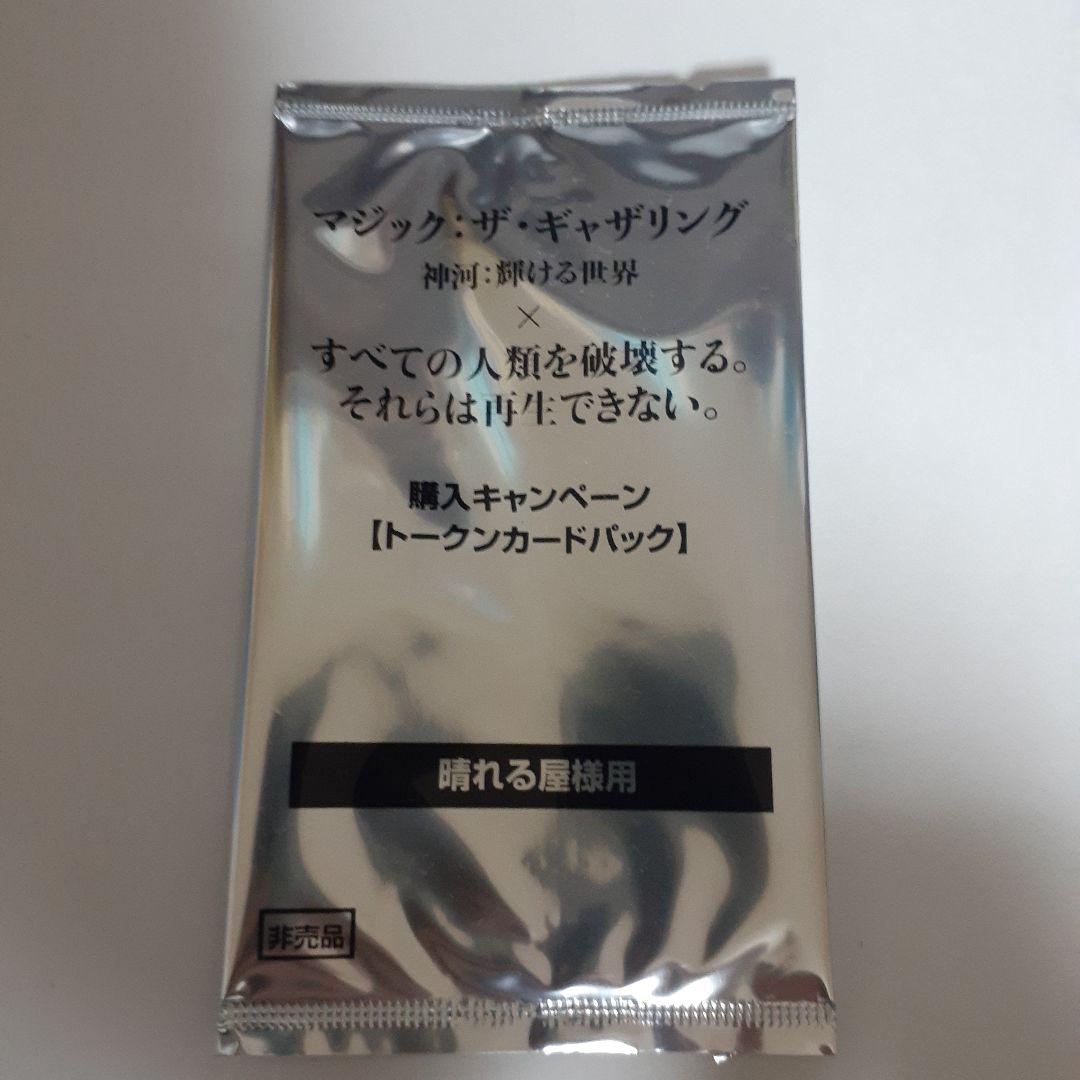 マジック：ザ・ギャザリング
神河：輝ける世界
×
すべての人類を破壊する。
それらは再生できない。
購入キャンペーン
【トークンカードパック】
晴れる屋様用
非売品